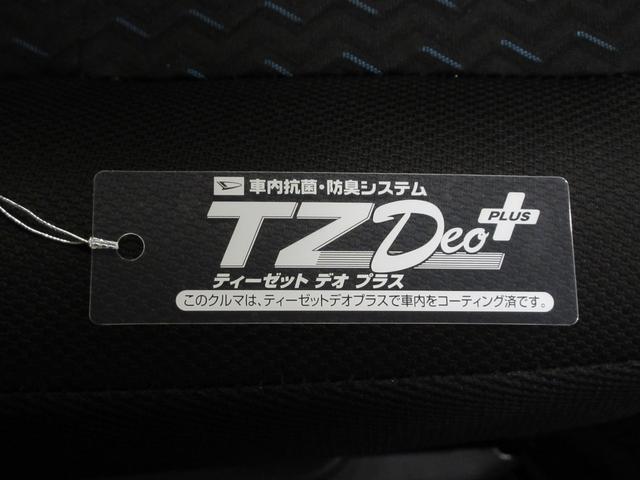 車内抗菌・防臭システム
TZ Deo PLUS
ティーゼット デオ プラス
このクルマは、ティーゼットデオプラスで車内をコーティング済です。